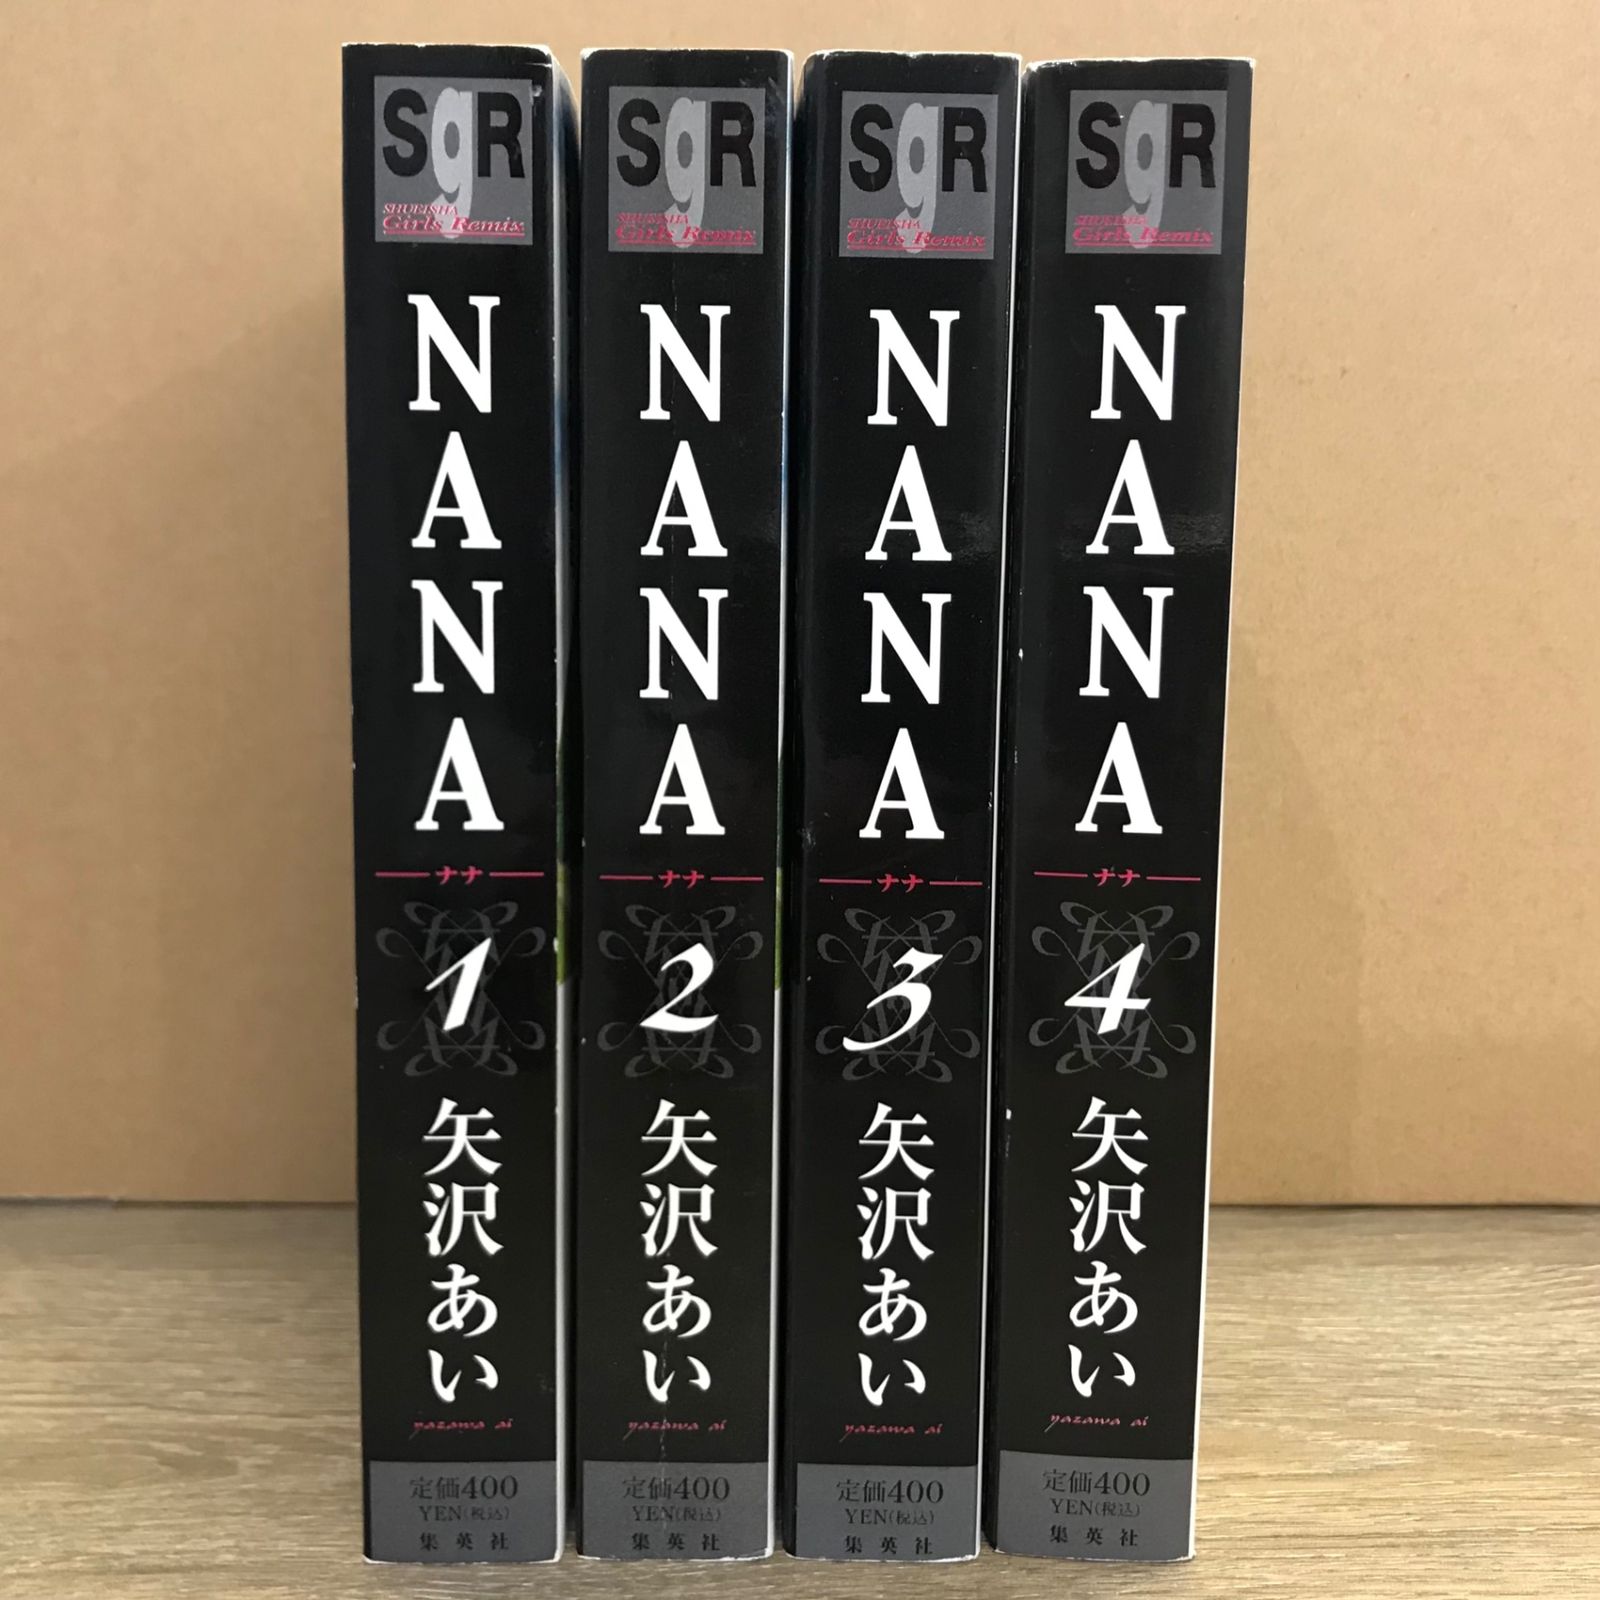 SgR
SHUEISHA
Girls Remix
NANA
ナナ
1
矢沢あい
yazawa ai
定価400
YEN(税込)
集英社
SgR
SHUEISHA
Girls Remix
NANA
ナナ
2
矢沢あい
yazawa ai
定価400
YEN(税込)
集英社
SgR
SHUEISHA
Girls Remix
NANA
ナナ
3
矢沢あい
yazawa ai
定価400
YEN(税込)
集英社
SgR
SHUEISHA
Girls Remix
NANA
ナナ
4
矢沢あい
yazawa ai
定価400
YEN(税込)
集英社